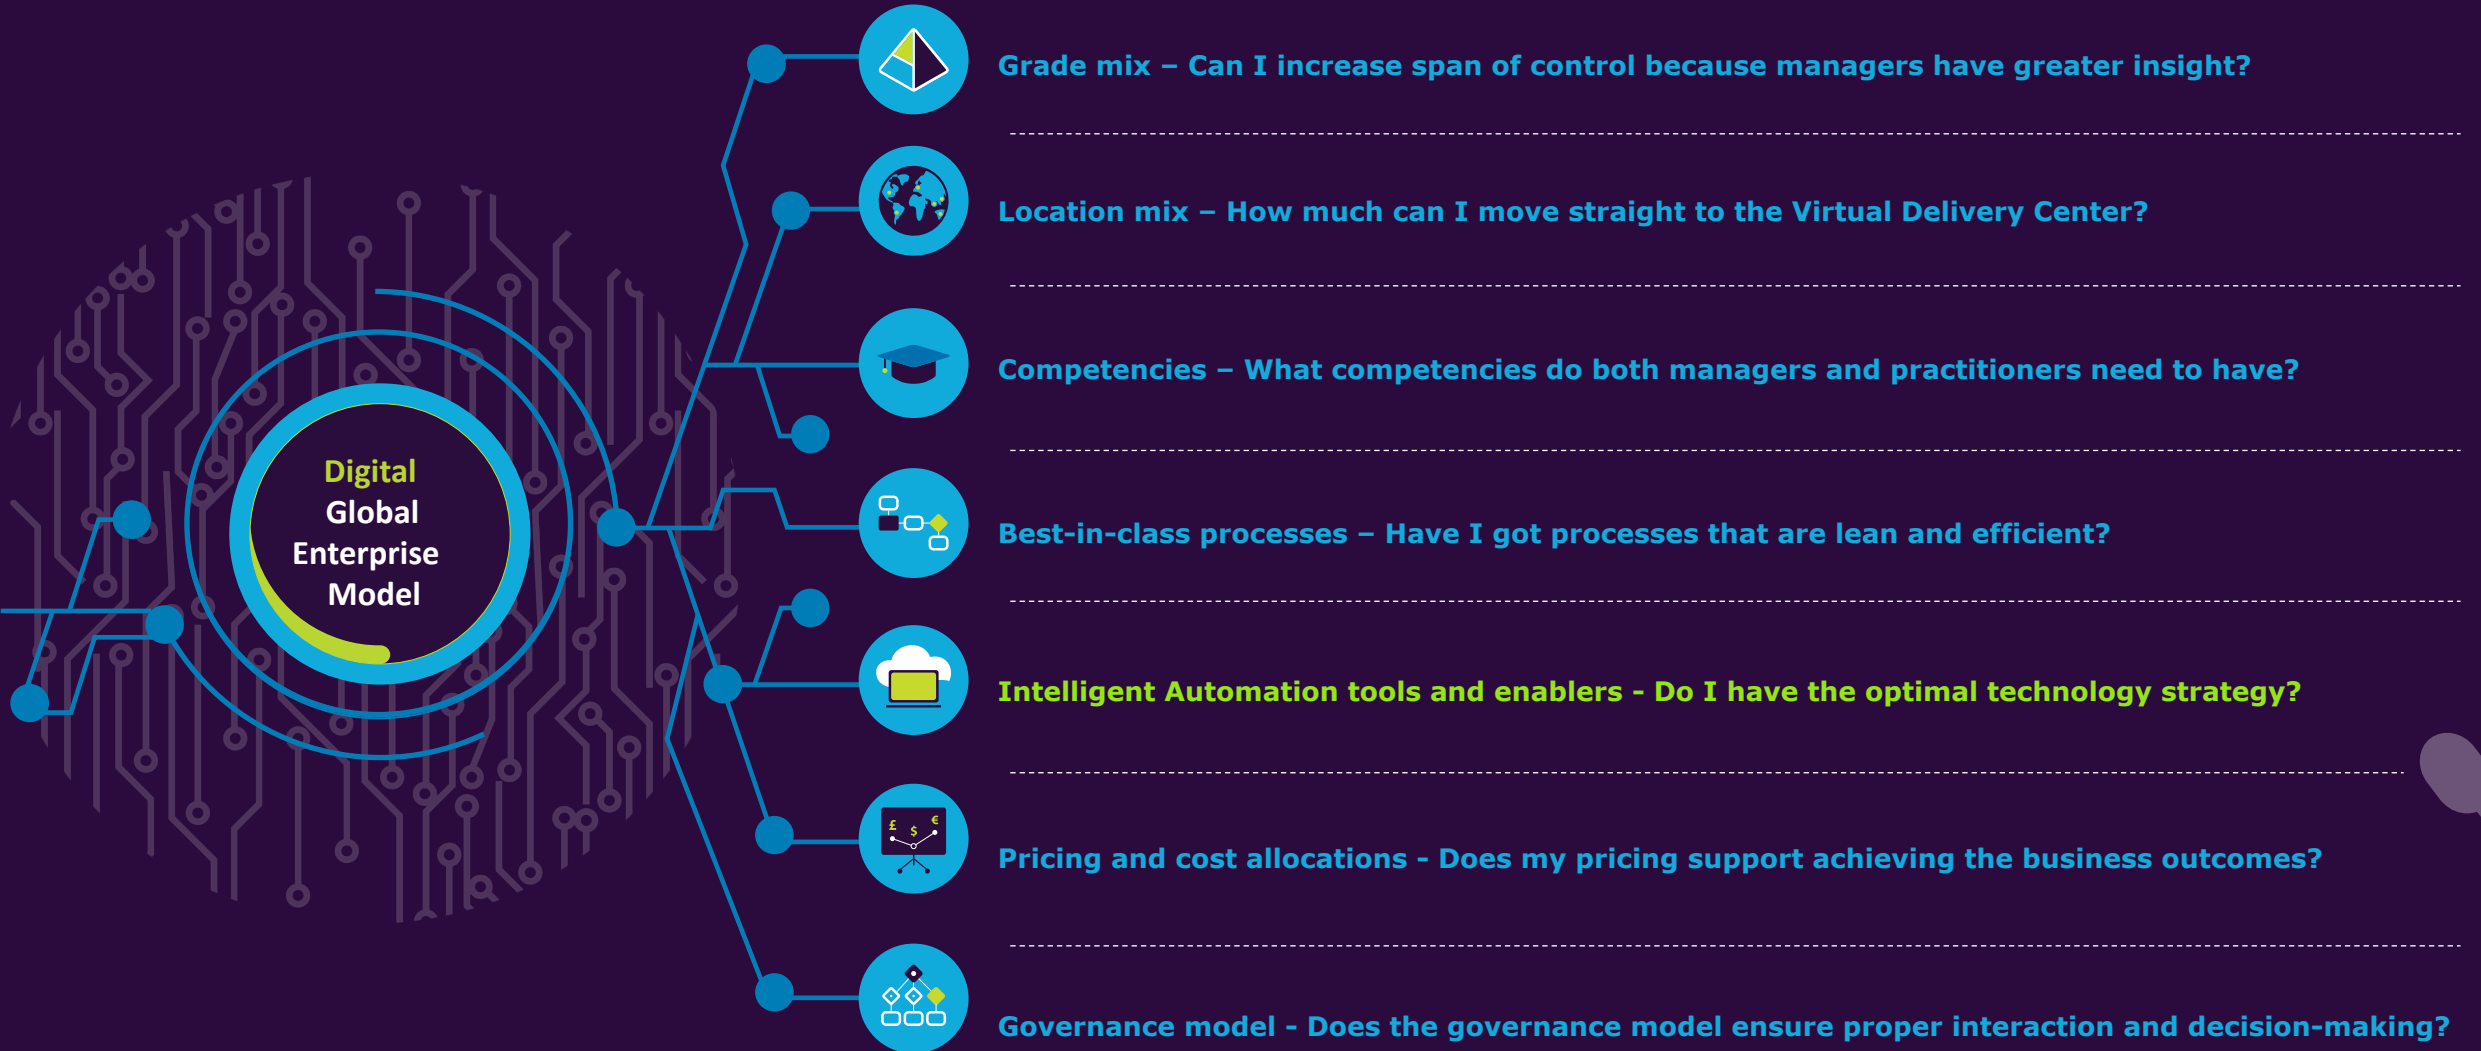 Grade mix – Can I increase span of control because managers have greater insight?
Location mix – How much can I move straight to the Virtual Delivery Center?
Competencies – What competencies do both managers and practitioners need to have?
Digital
Global
Enterprise
Model
Best-in-class processes – Have I got processes that are lean and efficient?
Intelligent Automation tools and enablers - Do I have the optimal technology strategy?
£ $ €
Pricing and cost allocations - Does my pricing support achieving the business outcomes?
Governance model - Does the governance model ensure proper interaction and decision-making?